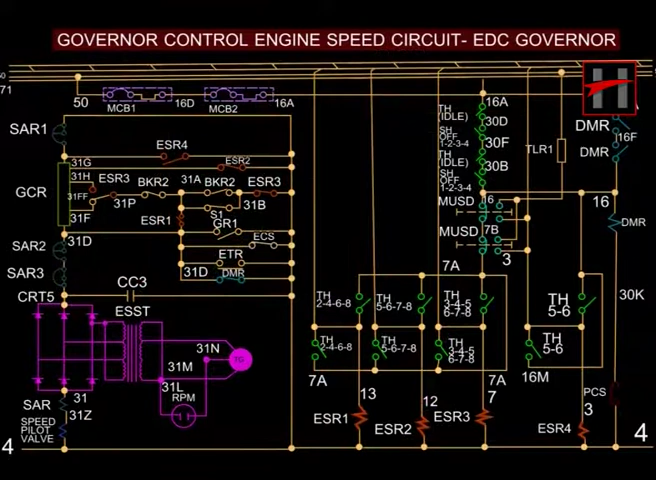 GOVERNOR CONTROL ENGINE SPEED CIRCUIT- EDC GOVERNOR
50
71
50
MCB1
16D
MCB2
16A
16A
TH
(IDLE)
30D
SH
OFF
1-2-3-4
30F
TH
(IDLE)
30B
SH
OFF
1-2-3-4
SAR1
ESR4
31G
ESR2
TLR1
DMR
16F
DMR
31H
ESR3
BKR2
31A
BKR2
ESR3
GCR
31FF
31P
31B
31F
ESR1
S1
GR1
MUSD
16
16
31D
ECS
MUSD
7B
DMR
SAR2
ETR
3
SAR3
31D
DMR
7A
CRT5
CC3
30K
ESST
TH
2-4-6-8
TH
5-6-7-8
TH
3-4-5
6-7-8
TH
5-6
31N
TG
TH
2-4-6-8
TH
5-6-7-8
TH
3-4-5
6-7-8
TH
5-6
31M
31L
7A
7A
16M
RPM
13
12
7
PCS
31
SAR
31Z
3
SPEED
PILOT
VALVE
ESR1
ESR2
ESR3
ESR4
4
4